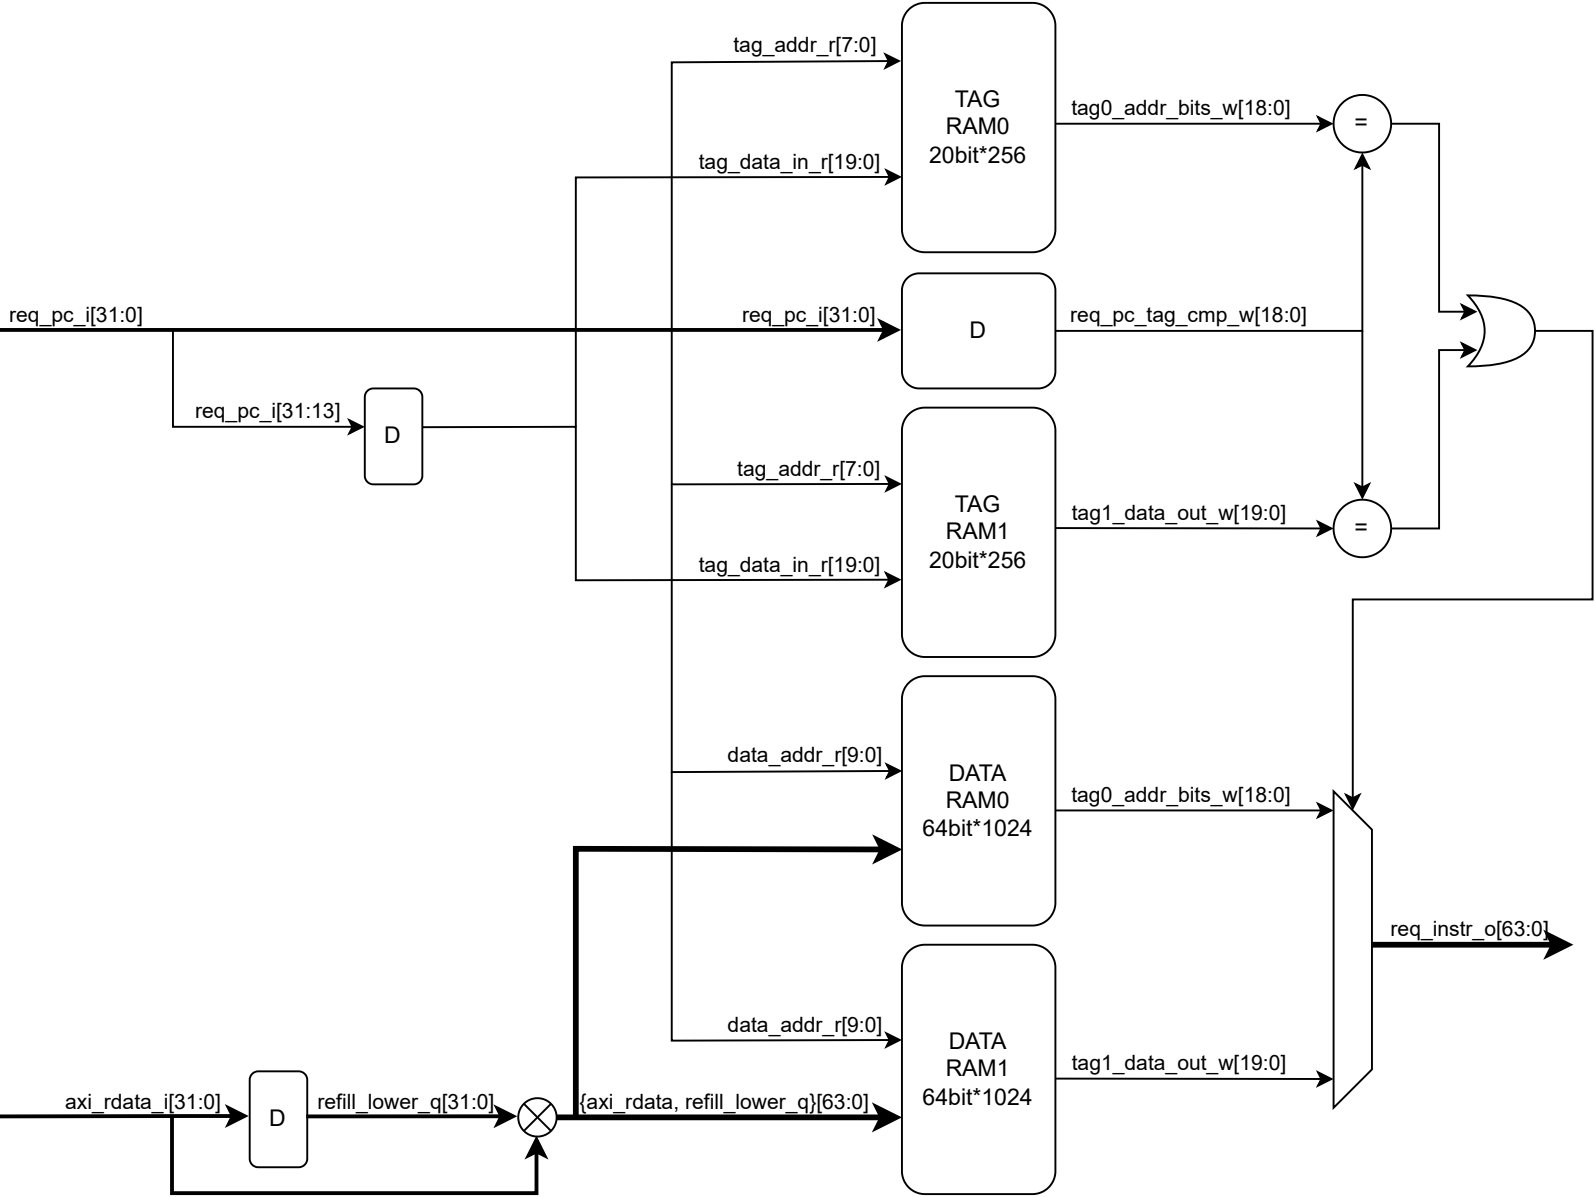 tag_addr_r[7:0]
TAG
RAM0
20bit*256
tag0_addr_bits_w[18:0]
=
tag_data_in_r[19:0]
req_pc_i[31:0]
req_pc_i[31:0]
D
req_pc_tag_cmp_w[18:0]
req_pc_i[31:13]
D
tag_addr_r[7:0]
TAG
RAM1
20bit*256
tag1_data_out_w[19:0]
=
tag_data_in_r[19:0]
data_addr_r[9:0]
DATA
RAM0
64bit*1024
tag0_addr_bits_w[18:0]
req_instr_o[63:0]
data_addr_r[9:0]
DATA
RAM1
64bit*1024
tag1_data_out_w[19:0]
axi_rdata_i[31:0]
D
refill_lower_q[31:0]
{axi_rdata, refill_lower_q}[63:0]